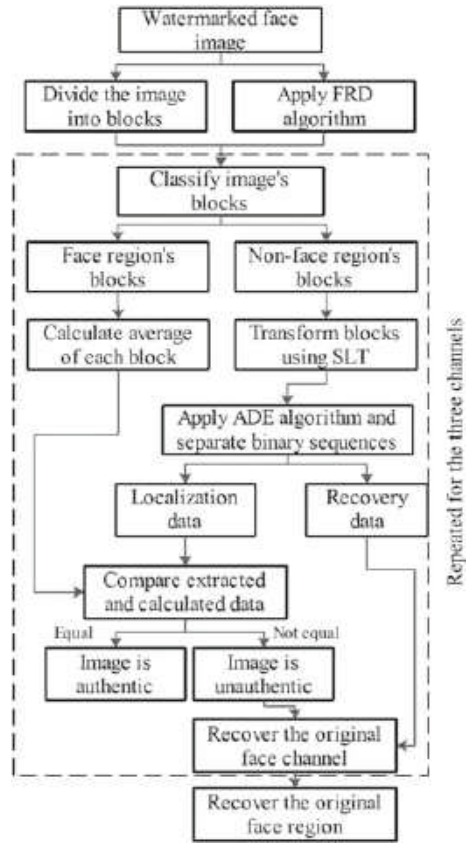 Watermarked face
image
Divide the image
into blocks
Apply FRD
algorithm
Classify image's
blocks
Face region's
blocks
Non-face region's
blocks
Calculate average
of each block
Transform blocks
using SLT
Apply ADE algorithm and
separate binary sequences
Localization
data
Recovery
data
Compare extracted
and calculated data
Equal
Not equal
Image is
authentic
Image is
unauthentic
Recover the original
face channel
Recover the original
face region
Repeated for the three channels